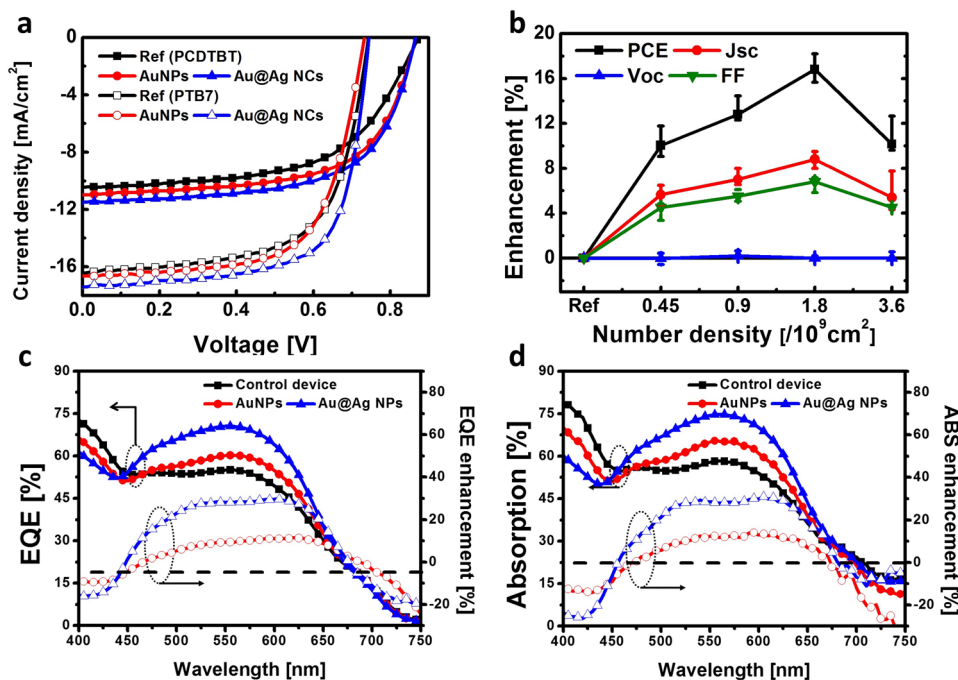 a
Current density [mA/cm²]
0
-4
-8
-12
-16
Ref (PCDTBT)
AuNPs Au@Ag NCs
Ref (PTB7)
AuNPs Au@Ag NCs
0.0 0.2 0.4 0.6 0.8
Voltage [V]
b
Enhancement [%]
20
16
12
8
4
0
PCE Jsc
Voc FF
Ref 0.45 0.9 1.8 3.6
Number density [/10⁹cm²]
c
EQE [%]
90
75
60
45
30
15
0
Control device
AuNPs Au@Ag NPs
80
60
40
20
0
-20
EQE enhancement [%]
400 450 500 550 600 650 700 750
Wavelength [nm]
d
Absorption [%]
90
75
60
45
30
15
0
Control device
AuNPs Au@Ag NPs
80
60
40
20
0
-20
ABS enhancement [%]
400 450 500 550 600 650 700 750
Wavelength [nm]